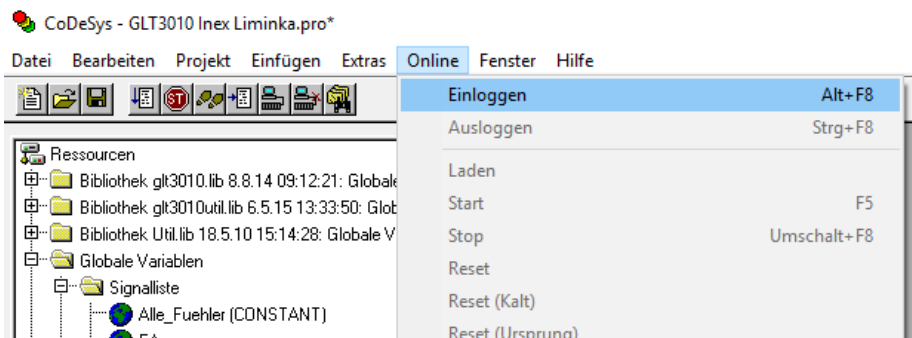 CoDeSys - GLT3010 Inex Liminka.pro*
Datei Bearbeiten Projekt Einfügen Extras Online Fenster Hilfe
STOP
Einloggen Alt+F8
Ausloggen Strg+F8
Laden
Start F5
Stop Umschalt+F8
Reset
Reset (Kalt)
Reset (Ursprung)
Ressourcen
Bibliothek glt3010.lib 8.8.14 09:12:21: Globale
Bibliothek glt3010util.lib 6.5.15 13:33:50: Glob
Bibliothek Util.lib 18.5.10 15:14:28: Globale V
Globale Variablen
Signalliste
Alle_Fuehler (CONSTANT)